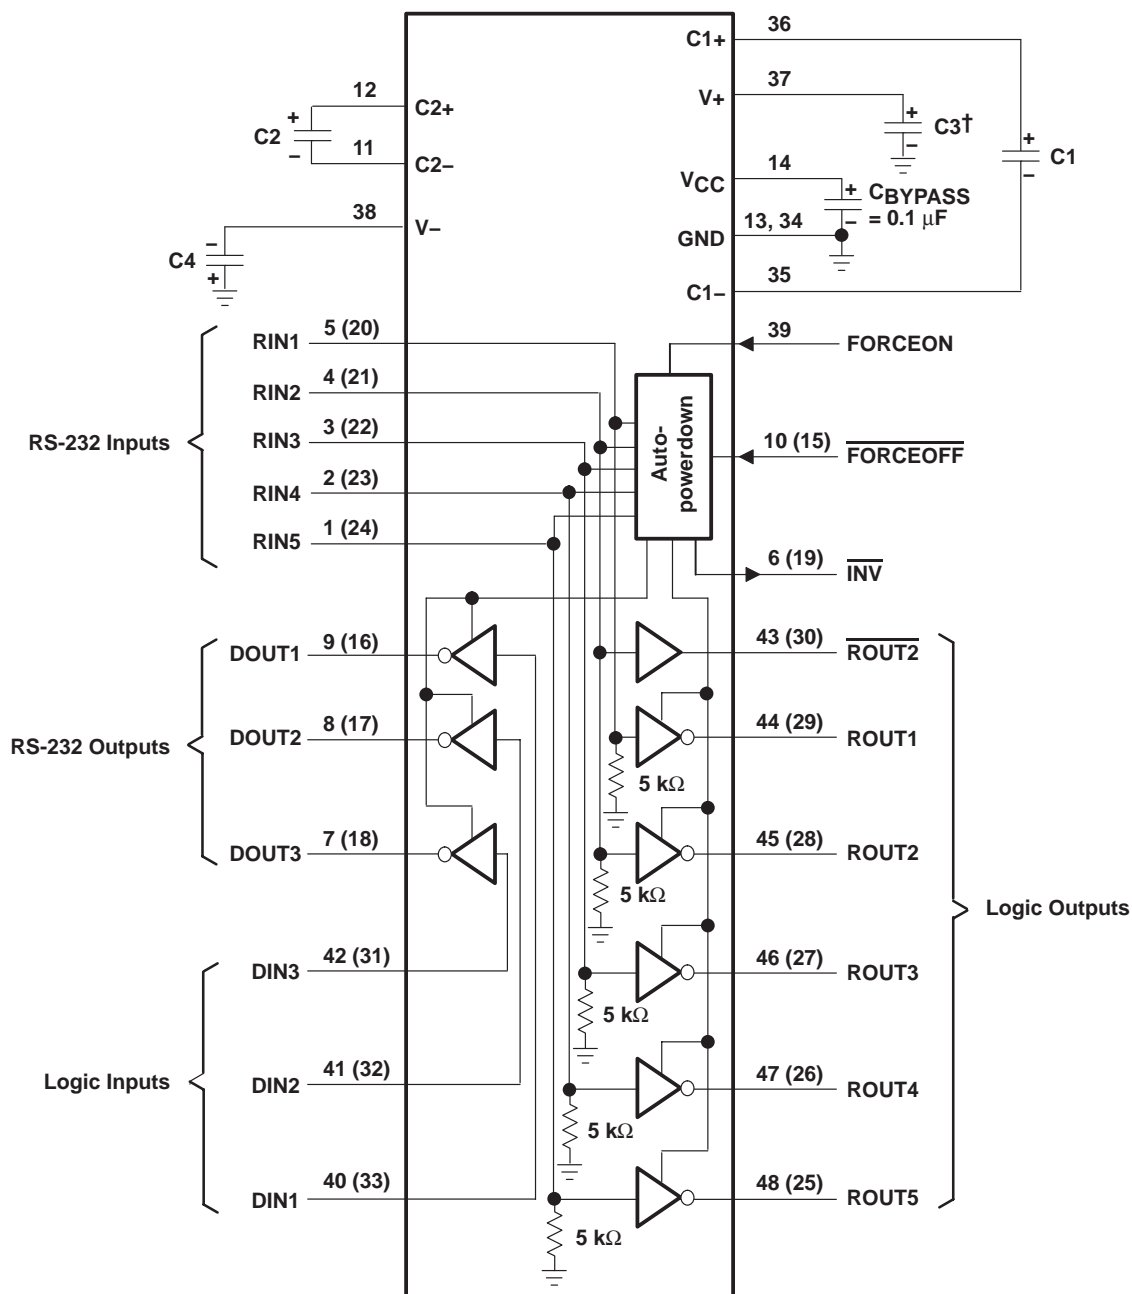 C1+
36
V+
37
12
C2+
C2
+
−
11
C2−
+
−
C3†
+
−
C1
VCC
14
+
−
CBYPASS
= 0.1 μF
38
V−
GND
13, 34
−
C4
+
C1−
35
RS-232 Inputs
RIN1
5 (20)
RIN2
4 (21)
RIN3
3 (22)
RIN4
2 (23)
RIN5
1 (24)
Auto-
powerdown
39
FORCEON
10 (15)
FORCEOFF
6 (19)
INV
RS-232 Outputs
DOUT1
9 (16)
DOUT2
8 (17)
DOUT3
7 (18)
43 (30)
ROUT2
44 (29)
ROUT1
5 kΩ
45 (28)
ROUT2
5 kΩ
Logic Outputs
46 (27)
ROUT3
5 kΩ
47 (26)
ROUT4
5 kΩ
48 (25)
ROUT5
5 kΩ
Logic Inputs
DIN3
42 (31)
DIN2
41 (32)
DIN1
40 (33)